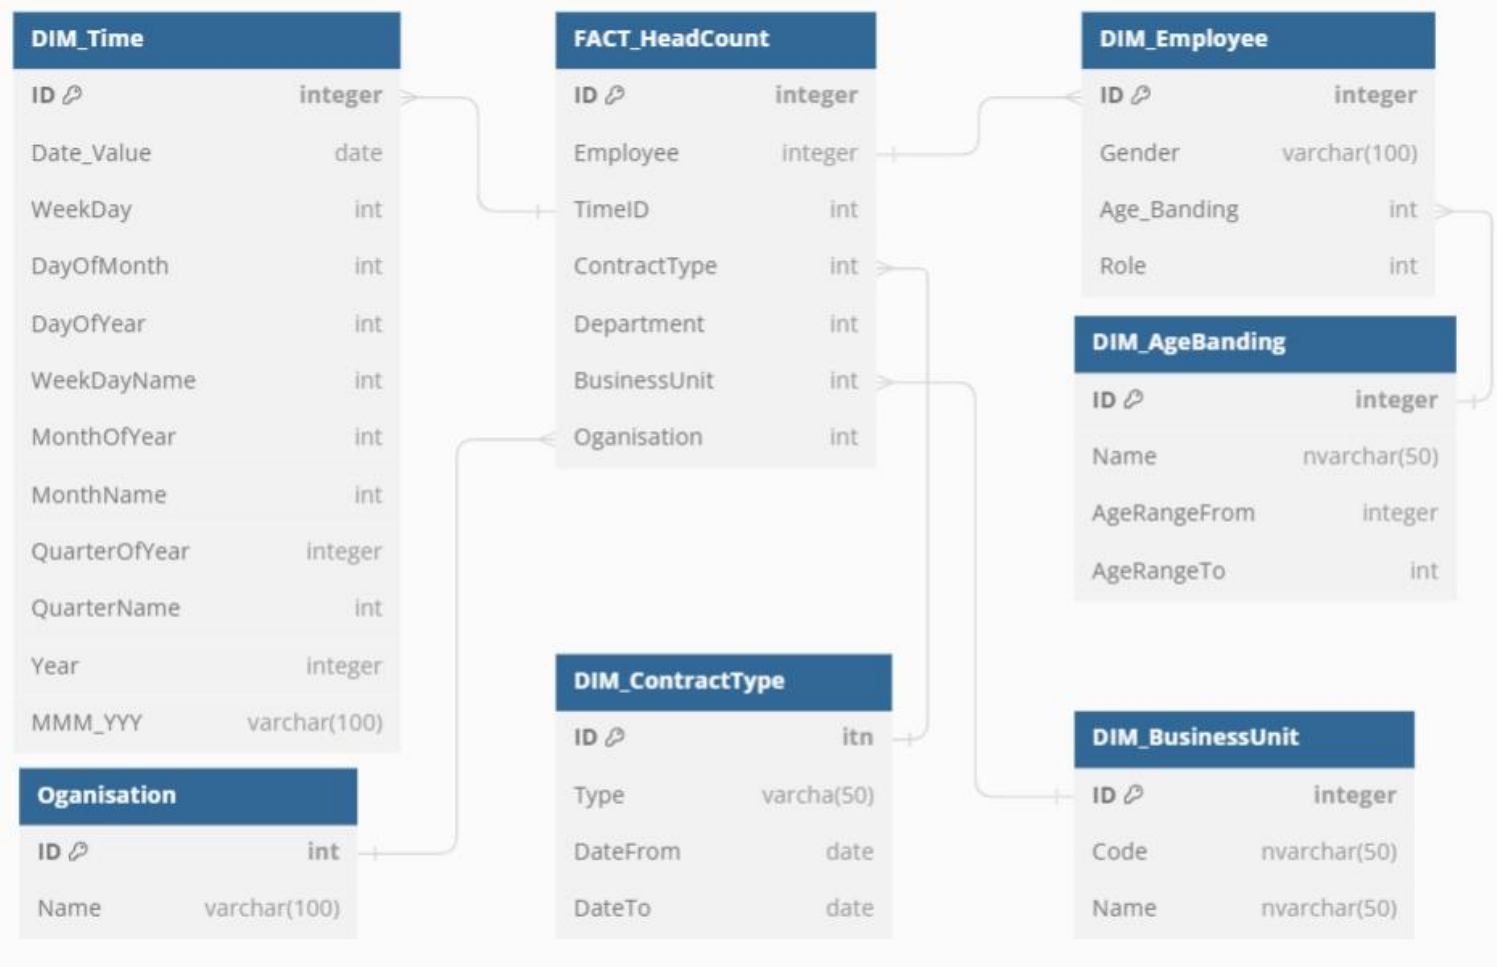 DIM_Time
ID integer
Date_Value date
WeekDay int
DayOfMonth int
DayOfYear int
WeekDayName int
MonthOfYear int
MonthName int
QuarterOfYear integer
QuarterName int
Year integer
MMM_YYY varchar(100)
Oganisation
ID int
Name varchar(100)
FACT_HeadCount
ID integer
Employee integer
TimeID int
ContractType int
Department int
BusinessUnit int
Oganisation int
DIM_ContractType
ID itn
Type varcha(50)
DateFrom date
DateTo date
DIM_Employee
ID integer
Gender varchar(100)
Age_Banding int
Role int
DIM_AgeBanding
ID integer
Name nvarchar(50)
AgeRangeFrom integer
AgeRangeTo int
DIM_BusinessUnit
ID integer
Code nvarchar(50)
Name nvarchar(50)